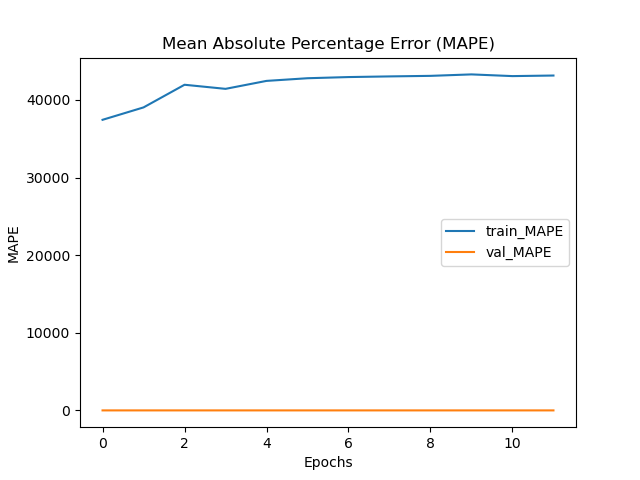 Mean Absolute Percentage Error (MAPE)
40000
30000
20000
10000
0
MAPE
train_MAPE
val_MAPE
0 2 4 6 8 10
Epochs